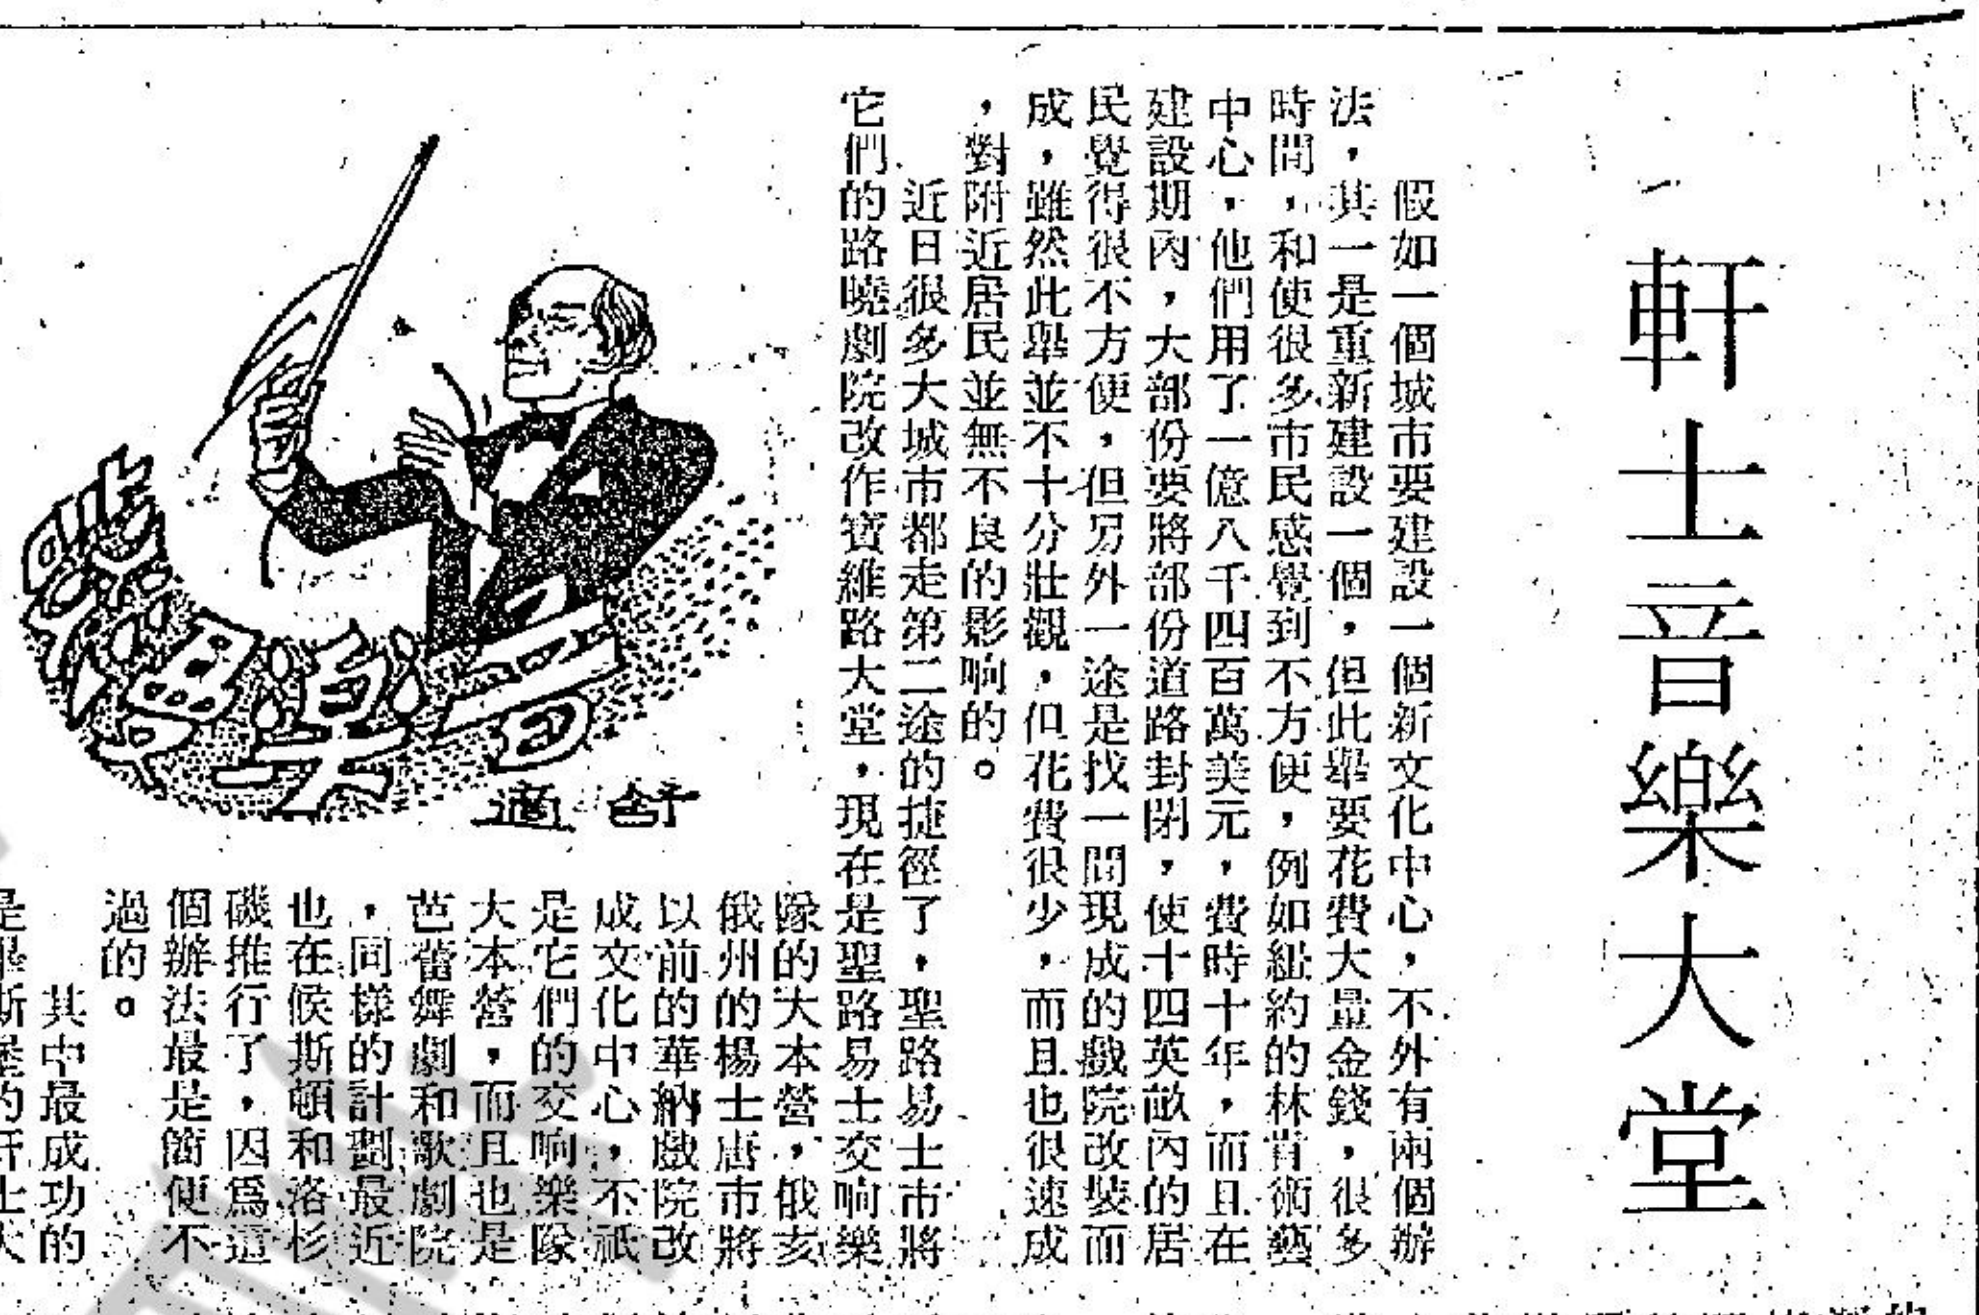 軒士音樂大堂
假如一個城市要建設一個新文化中心，不外有兩個辦
法，其一是重新建設一個，但此舉要花費大量金錢，很多
時間，和使很多市民感覺到不方便，例如紐約的林肯術藝
中心，他們用了一億八千四百萬美元，費時十年，而且在
建設期內，大部份要將部份道路封閉，使十四英畝內的居
民覺得很不方便，但另外一途是找一間現成的戲院改裝而
成，雖然此舉並不十分壯觀，但花費很少，而且也很速成
，對附近居民並無不良的影响的。
近日很多大城市都走第二途的捷徑了，聖路易士市將
它們的路曉劇院改作寶維路大堂，現在是聖路易士交响樂
隊的大本營，俄亥
俄州的楊士唐市將
以前的華納戲院改
成文化中心，不祇
是它們的交响樂隊
大本營，而且也是
芭蕾舞劇和歌劇院
，同樣的計劃最近
也在候斯頓和洛杉
磯推行了，因爲這
個辦法最是簡便不
過的。
其中最成功的
音樂
舒適